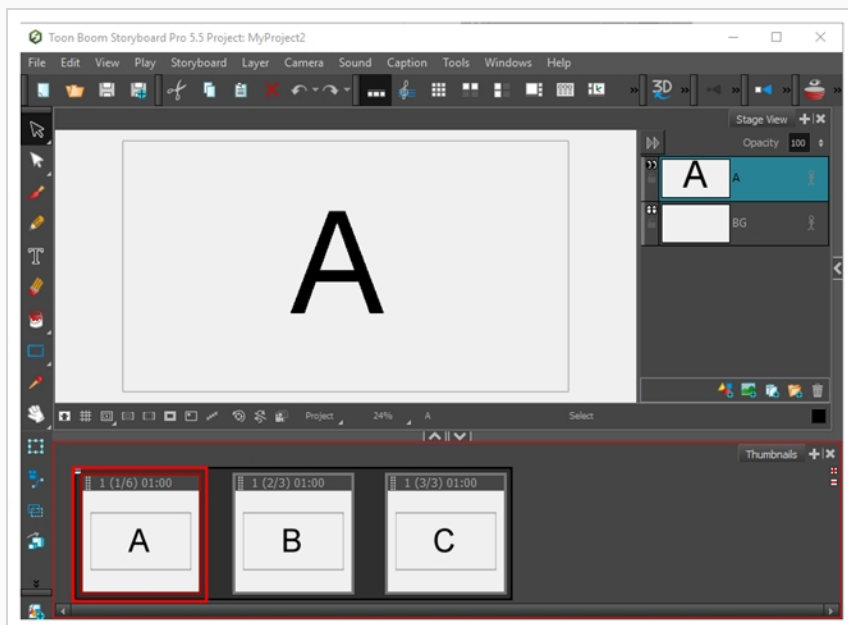 Toon Boom Storyboard Pro 5.5 Project: MyProject2
File Edit View Play Storyboard Layer Camera Sound Caption Tools Windows Help
3D
Stage View
Opacity 100
A A
BG
A
T
Project 24% A Select
Thumbnails
1 (1/6) 01:00 1 (2/3) 01:00 1 (3/3) 01:00
A B C